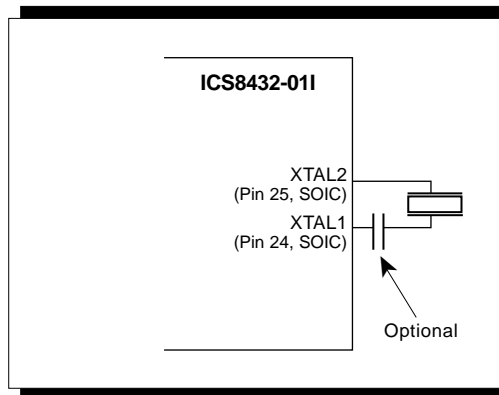 ICS8432-01I
XTAL2
(Pin 25, SOIC)
XTAL1
(Pin 24, SOIC)
Optional